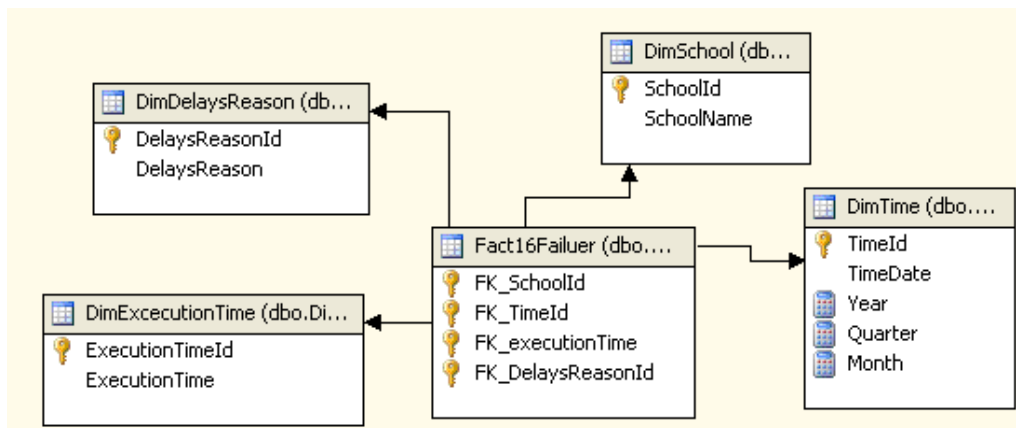 DimSchool (db...
SchoolId
SchoolName
DimDelaysReason (db...
DelaysReasonId
DelaysReason
DimTime (dbo....
TimeId
TimeDate
Year
Quarter
Month
Fact16Failuer (dbo....
FK_SchoolId
FK_TimeId
FK_executionTime
FK_DelaysReasonId
DimExcecutionTime (dbo.Di...
ExecutionTimeId
ExecutionTime